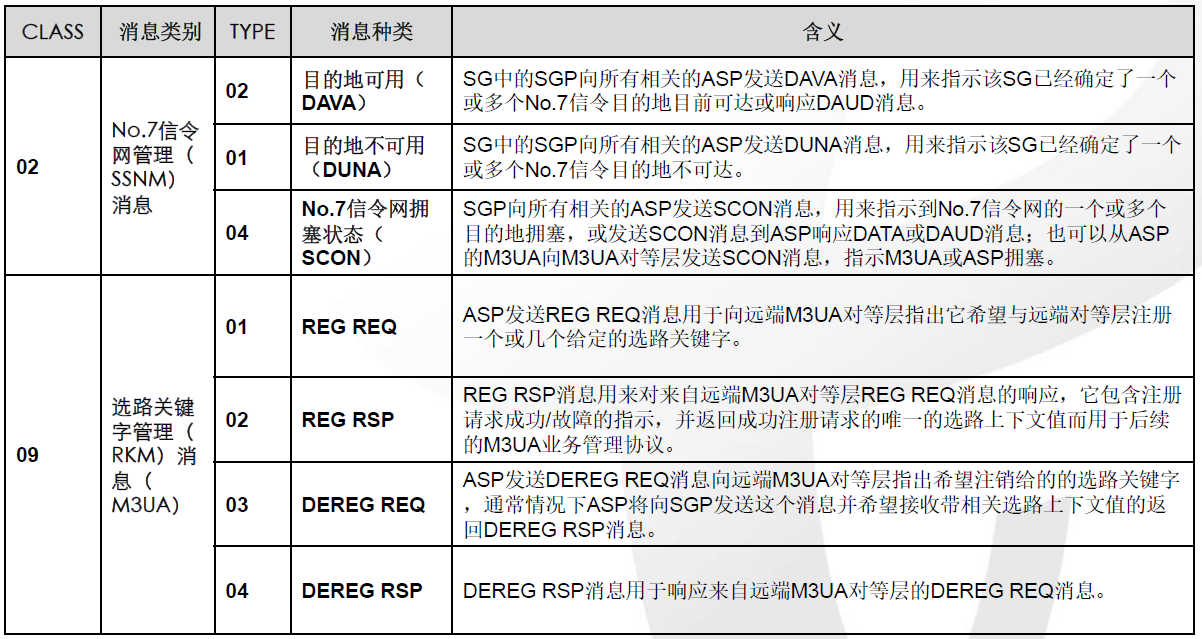 CLASS 消息类别 TYPE 消息种类 含义
02
No.7信令
网管理（
SSNM）
消息
02
目的地可用（
DAVA）
SG中的SGP向所有相关的ASP发送DAVA消息，用来指示该SG已经确定了一个
或多个No.7信令目的地目前可达或响应DAUD消息。
01
目的地不可用
（DUNA）
SG中的SGP向所有相关的ASP发送DUNA消息，用来指示该SG已经确定了一个
或多个No.7信令目的地不可达。
04
No.7信令网拥
塞状态（
SCON）
SGP向所有相关的ASP发送SCON消息，用来指示到No.7信令网的一个或多个
目的地拥塞，或发送SCON消息到ASP响应DATA或DAUD消息；也可以从ASP
的M3UA向M3UA对等层发送SCON消息，指示M3UA或ASP拥塞。
09
选路关键
字管理（
RKM）消
息（
M3UA）
01
REG REQ
ASP发送REG REQ消息用于向远端M3UA对等层指出它希望与远端对等层注册
一个或几个给定的选路关键字。
02
REG RSP
REG RSP消息用来对来自远端M3UA对等层REG REQ消息的响应，它包含注册
请求成功/故障的指示，并返回成功注册请求的唯一的选路上下文值而用于后续
的M3UA业务管理协议。
03
DEREG REQ
ASP发送DEREG REQ消息向远端M3UA对等层指出希望注销给的的选路关键字
，通常情况下ASP将向SGP发送这个消息并希望接收带相关选路上下文值的返
回DEREG RSP消息。
04
DEREG RSP
DEREG RSP消息用于响应来自远端M3UA对等层的DEREG REQ消息。